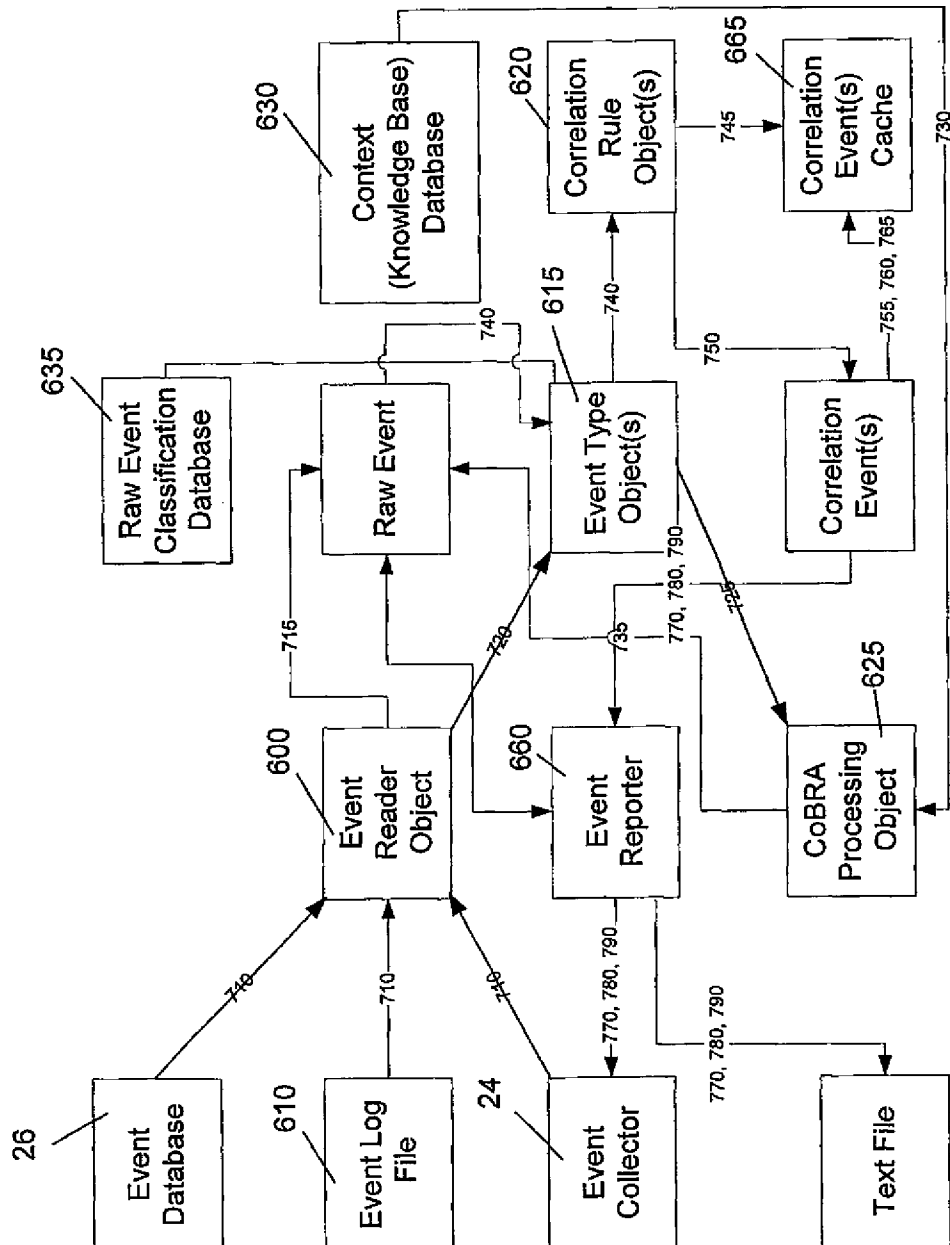 26
Event
Database
610
Event Log
File
24
Event
Collector
Text File
710
710
710
600
Event
Reader
Object
660
Event
Reporter
625
CoBRA
Processing
Object
770, 780, 790
770, 780, 790
715
720
735
770, 780, 790
725
635
Raw Event
Classification
Database
Raw Event
740
615
Event Type
Object(s)
Correlation
Event(s)
630
Context
(Knowledge Base)
Database
740
750
755, 760, 765
620
Correlation
Rule
Object(s)
745
665
Correlation
Event(s)
Cache
730